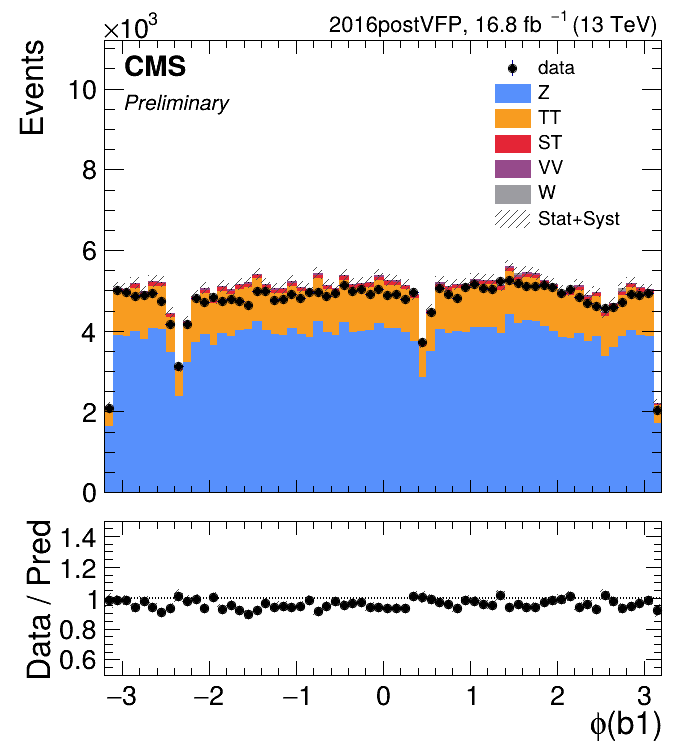 ×10³
2016postVFP, 16.8 fb ⁻¹ (13 TeV)
Events
CMS
Preliminary
data
Z
TT
ST
VV
W
Stat+Syst
10
8
6
4
2
0
Data / Pred
1.4
1.2
1
0.8
0.6
−3 −2 −1 0 1 2 3
ϕ(b1)